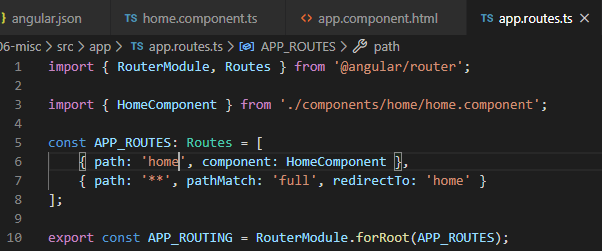 angular.json
TS home.component.ts
<> app.component.html
TS app.routes.ts ×
06-misc > src > app > TS app.routes.ts > APP_ROUTES > path
1 import { RouterModule, Routes } from '@angular/router';
2
3 import { HomeComponent } from './components/home/home.component';
4
5 const APP_ROUTES: Routes = [
6 { path: 'home', component: HomeComponent },
7 { path: '**', pathMatch: 'full', redirectTo: 'home' }
8 ];
9
10 export const APP_ROUTING = RouterModule.forRoot(APP_ROUTES);